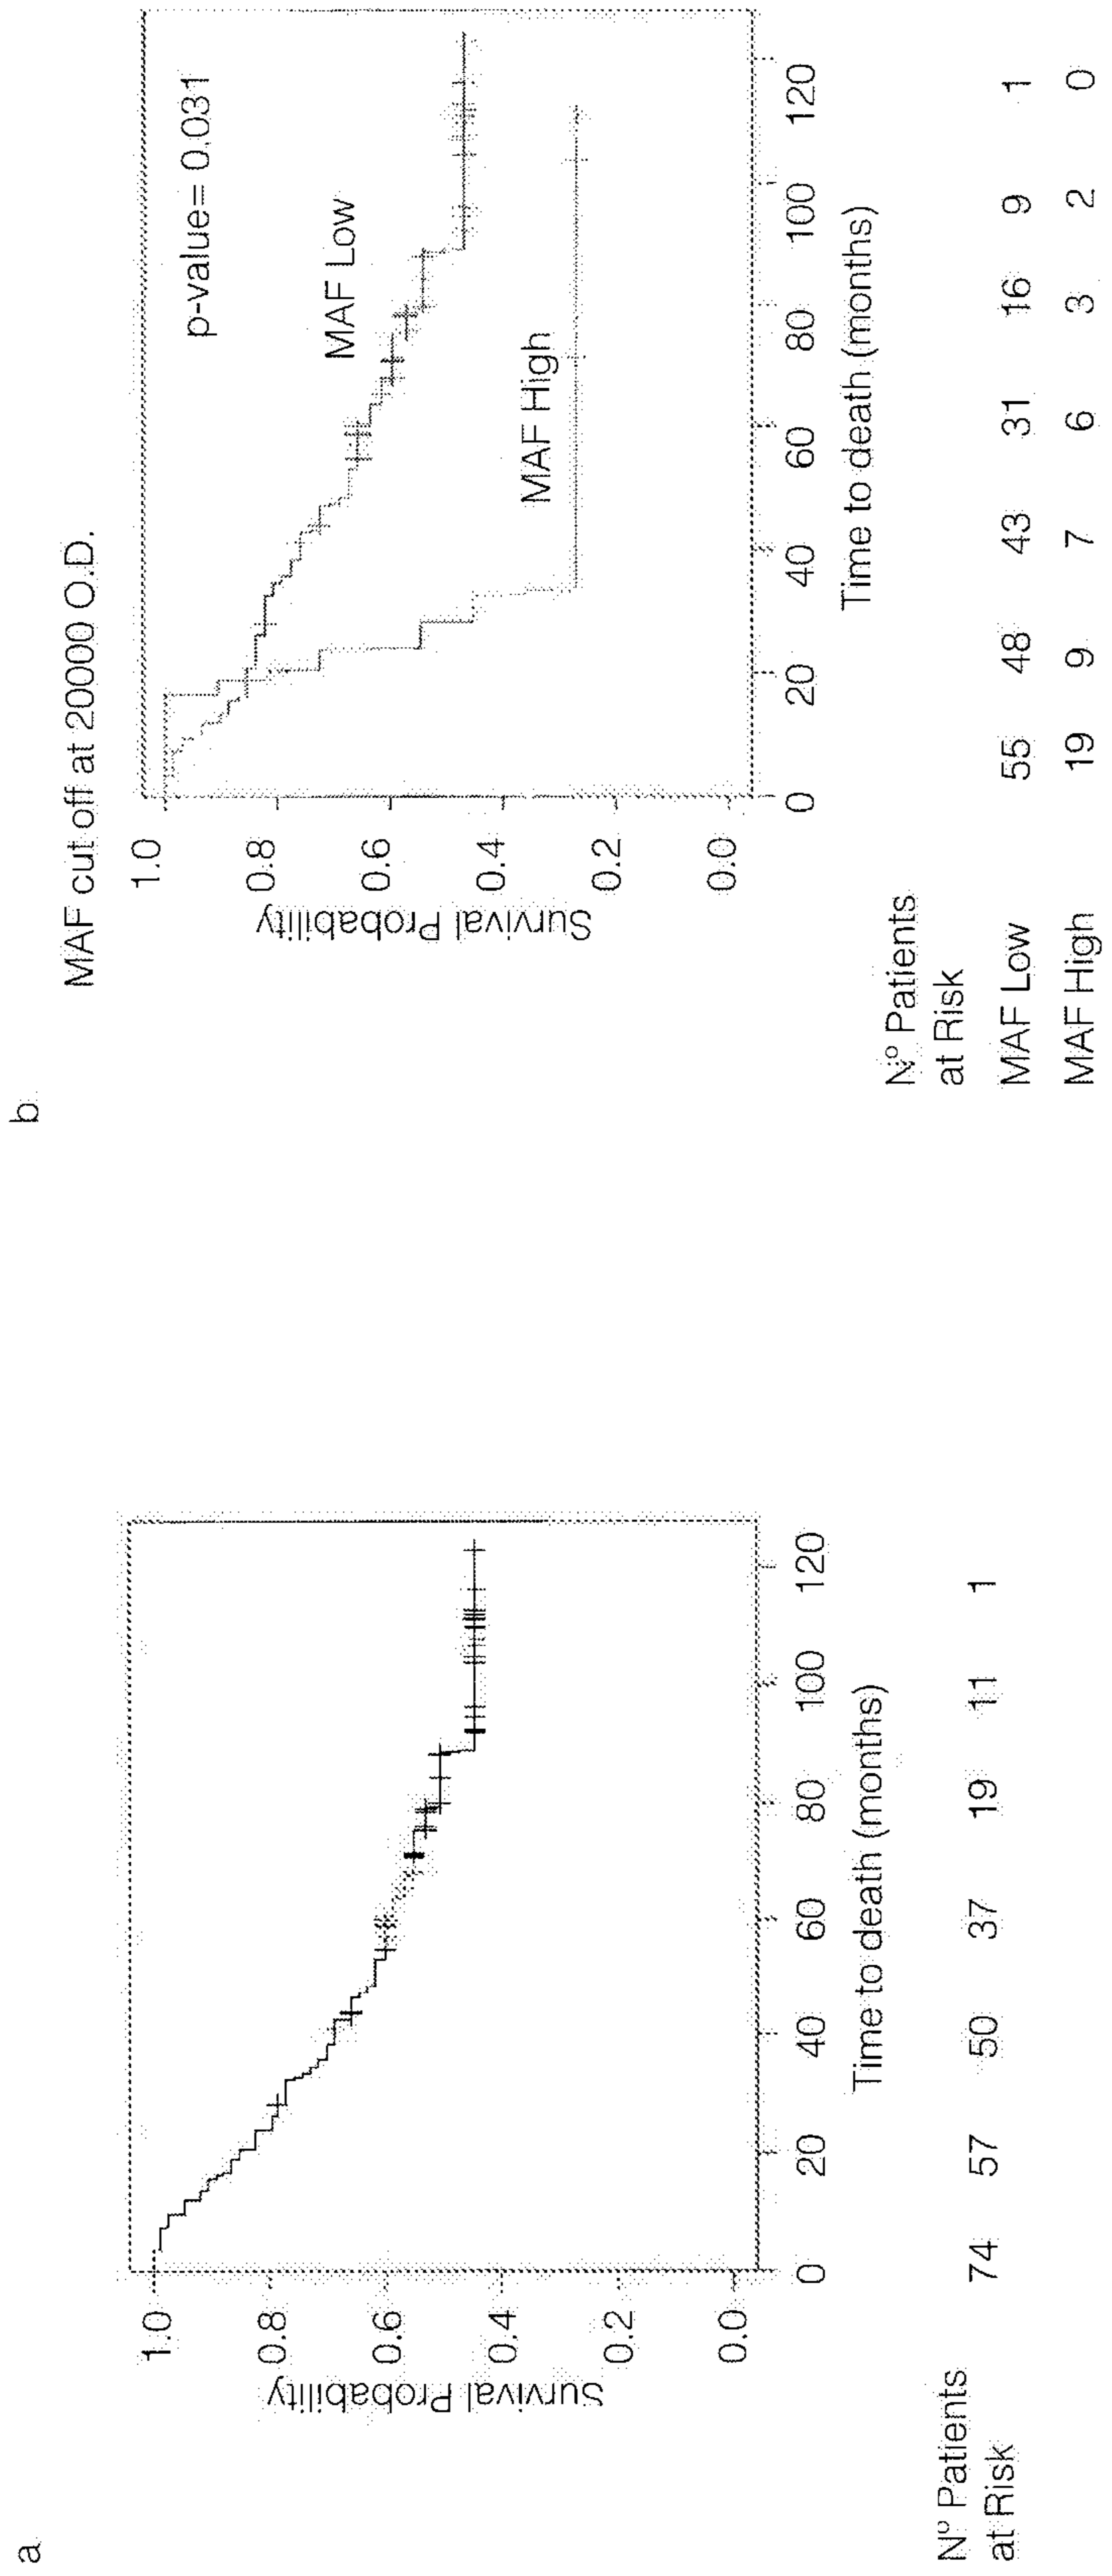 a
Survival Probability
1.0
0.8
0.6
0.4
0.2
0.0
0 20 40 60 80 100 120
Time to death (months)
Nº Patients
at Risk
74 57 50 37 19 11 1
b
MAF cut off at 20000 O.D.
Survival Probability
1.0
0.8
0.6
0.4
0.2
0.0
p-value= 0.031
MAF Low
MAF High
0 20 40 60 80 100 120
Time to death (months)
Nº Patients
at Risk
MAF Low 55 48 43 31 16 9 1
MAF High 19 9 7 6 3 2 0